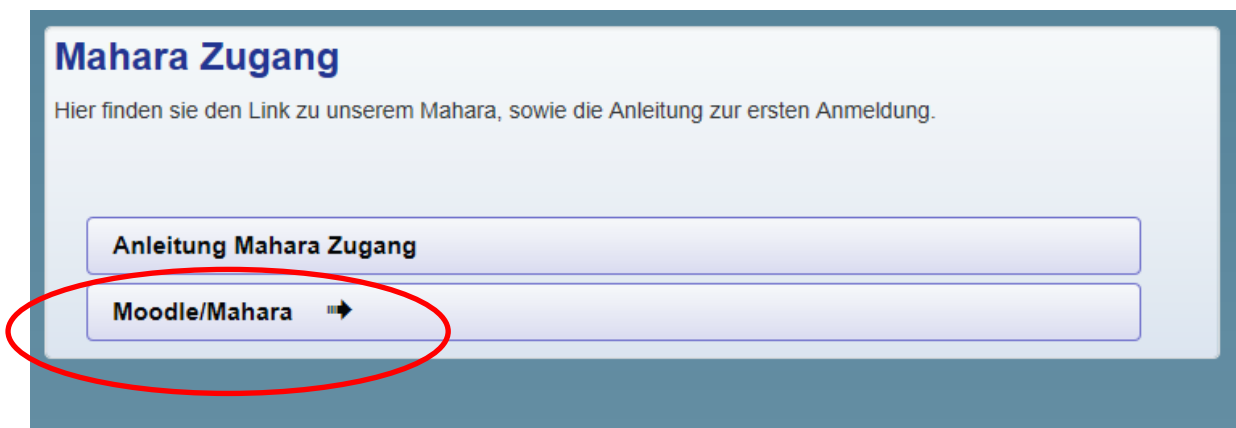 Mahara Zugang
Hier finden sie den Link zu unserem Mahara, sowie die Anleitung zur ersten Anmeldung.
Anleitung Mahara Zugang
Moodle/Mahara